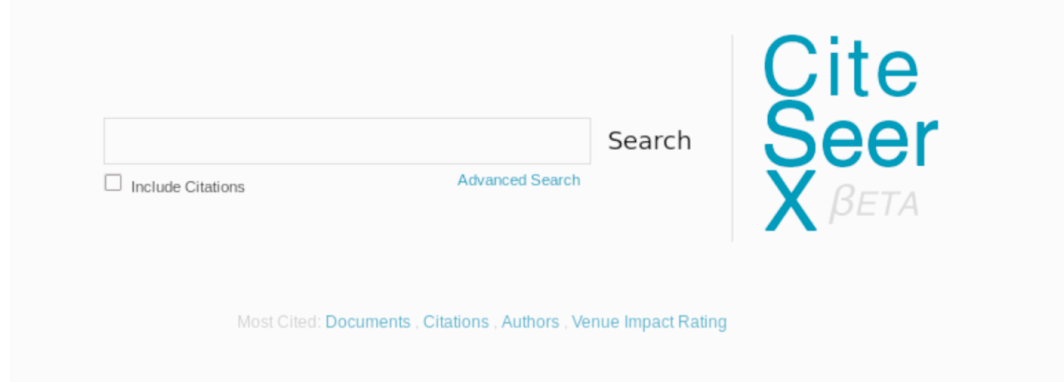 Search
Include Citations
Advanced Search
Cite
Seer
X βETA
Most Cited: Documents , Citations , Authors , Venue Impact Rating